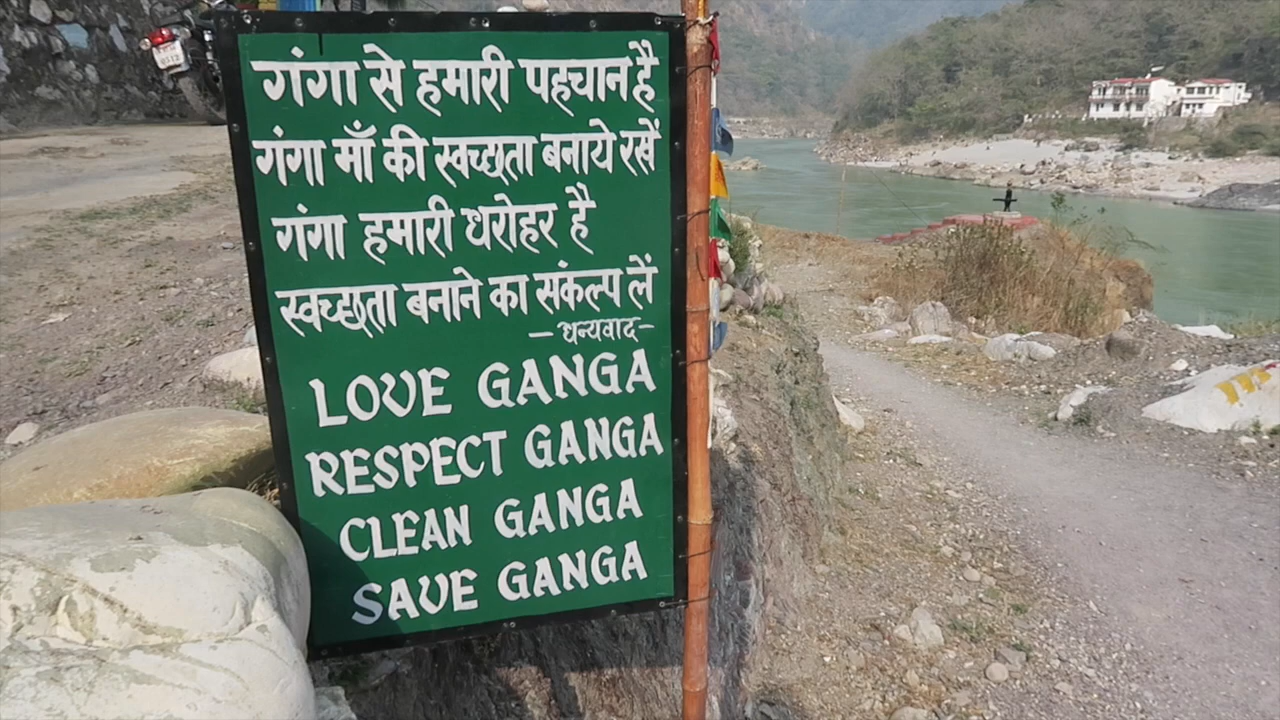 गंगा से हमारी पहचान है
गंगा माँ की स्वच्छता बनाये रखें
गंगा हमारी धरोहर है
स्वच्छता बनाने का संकल्प लें
— धन्यवाद —
LOVE GANGA
RESPECT GANGA
CLEAN GANGA
SAVE GANGA